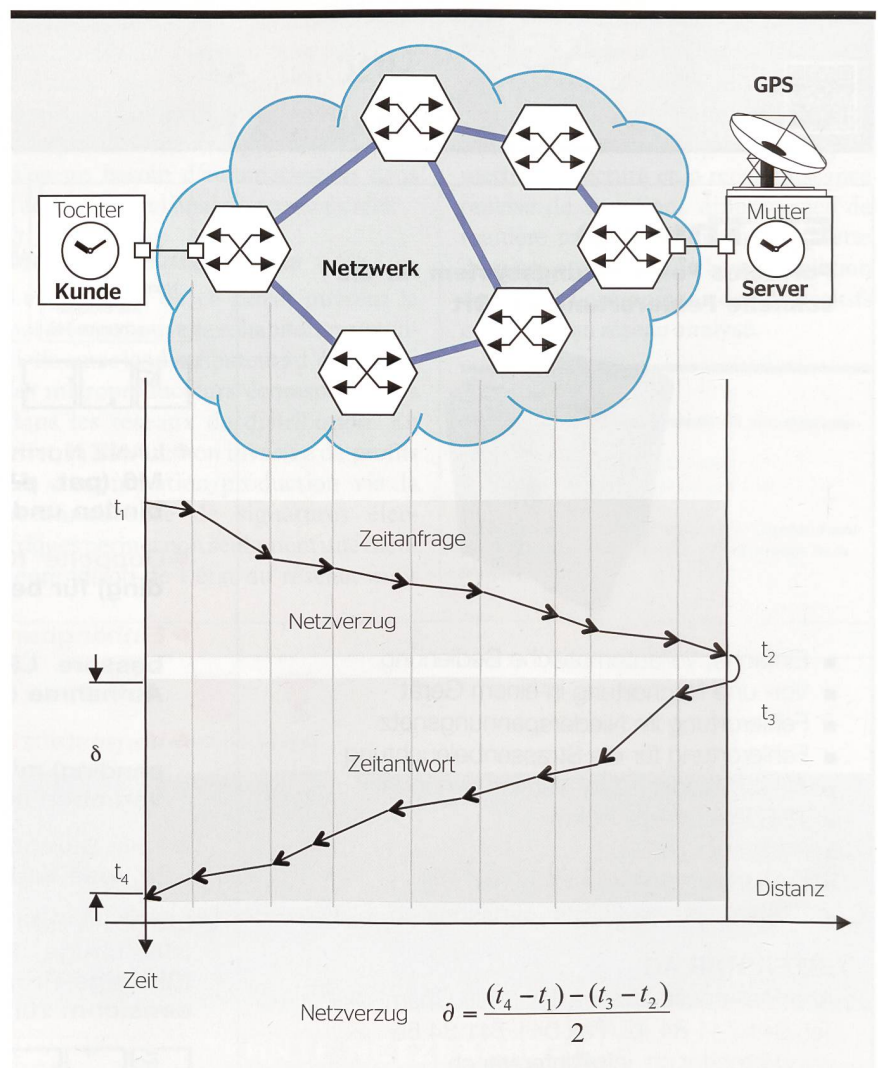 GPS
Tochter
Kunde
Netzwerk
Mutter
Server
t1
Zeitanfrage
Netzverzug
t2
t3
δ
Zeitantwort
t4
Distanz
Zeit
Netzverzug ∂ = (t4 − t1) − (t3 − t2) / 2